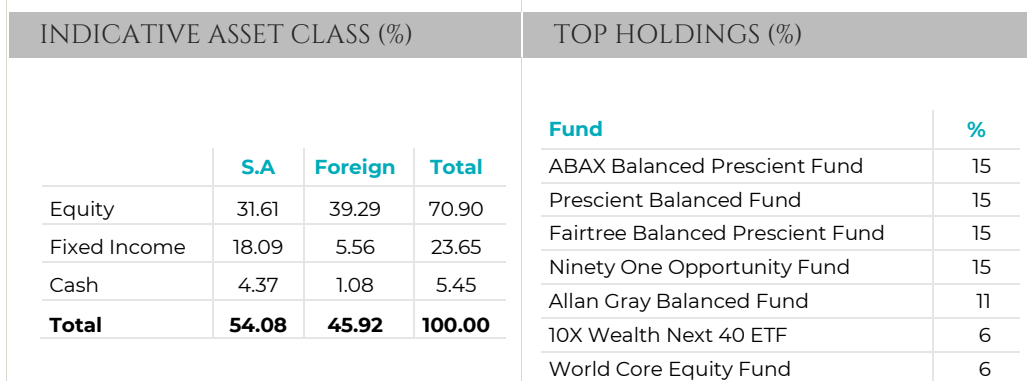 INDICATIVE ASSET CLASS (%)
S.A Foreign Total
Equity 31.61 39.29 70.90
Fixed Income 18.09 5.56 23.65
Cash 4.37 1.08 5.45
Total 54.08 45.92 100.00
TOP HOLDINGS (%)
Fund %
ABAX Balanced Prescient Fund 15
Prescient Balanced Fund 15
Fairtree Balanced Prescient Fund 15
Ninety One Opportunity Fund 15
Allan Gray Balanced Fund 11
10X Wealth Next 40 ETF 6
World Core Equity Fund 6